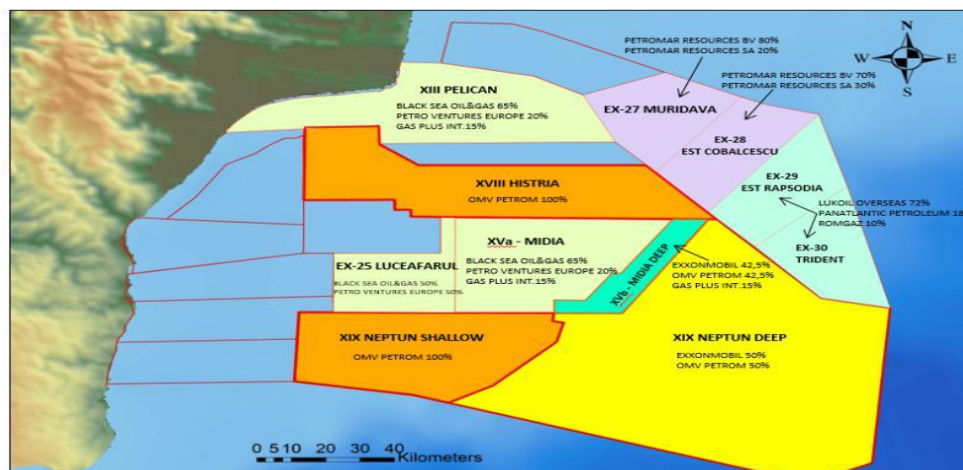 PETROMAR RESOURCES BV 80%
PETROMAR RESOURCES SA 20%
N
W
E
S
XIII PELICAN
BLACK SEA OIL&GAS 65%
PETRO VENTURES EUROPE 20%
GAS PLUS INT.15%
PETROMAR RESOURCES BV 70%
PETROMAR RESOURCES SA 30%
EX-27 MURIDAVA
EX-28
EST COBALCESCU
XVIII HISTRIA
OMV PETROM 100%
EX-29
EST RAPSODIA
LUKOIL OVERSEAS 72%
PANATLANTIC PETROLEUM 18
ROMGAZ 10%
EX-30
TRIDENT
XVa - MIDIA
BLACK SEA OIL&GAS 65%
PETRO VENTURES EUROPE 20%
GAS PLUS INT.15%
EX-25 LUCEAFARUL
BLACK SEA OIL&GAS 50%
PETRO VENTURES EUROPE 50%
XVb - MIDIA DEEP
EXXONMOBIL 42,5%
OMV PETROM 42,5%
GAS PLUS INT.15%
XIX NEPTUN SHALLOW
OMV PETROM 100%
XIX NEPTUN DEEP
EXXONMOBIL 50%
OMV PETROM 50%
0 5 10 20 30 40
Kilometers